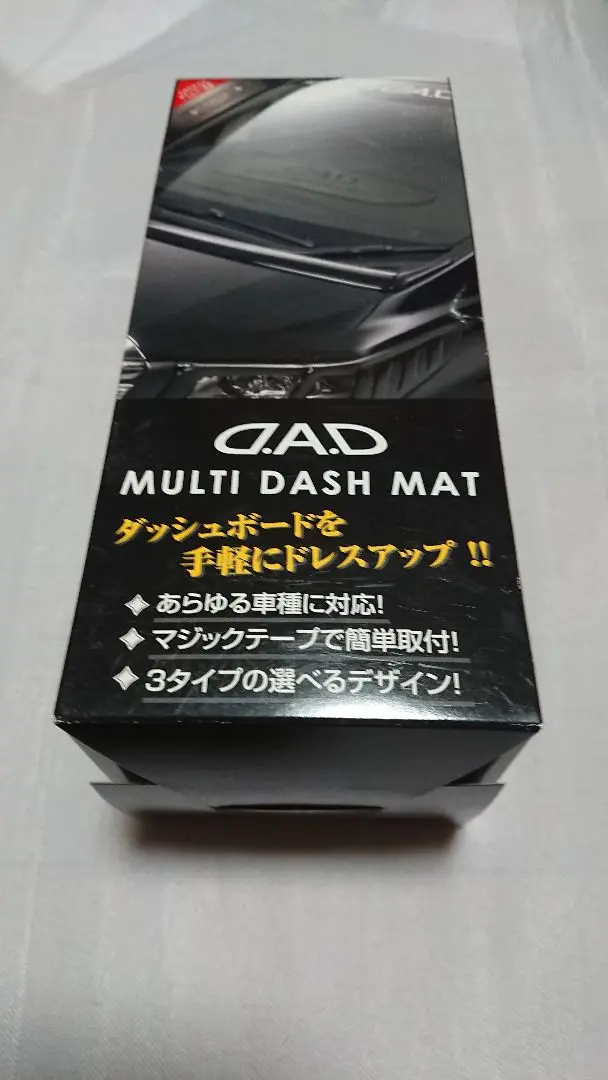 D.A.D
MULTI DASH MAT
ダッシュボードを
手軽にドレスアップ !!
あらゆる車種に対応!
マジックテープで簡単取付!
3タイプの選べるデザイン!